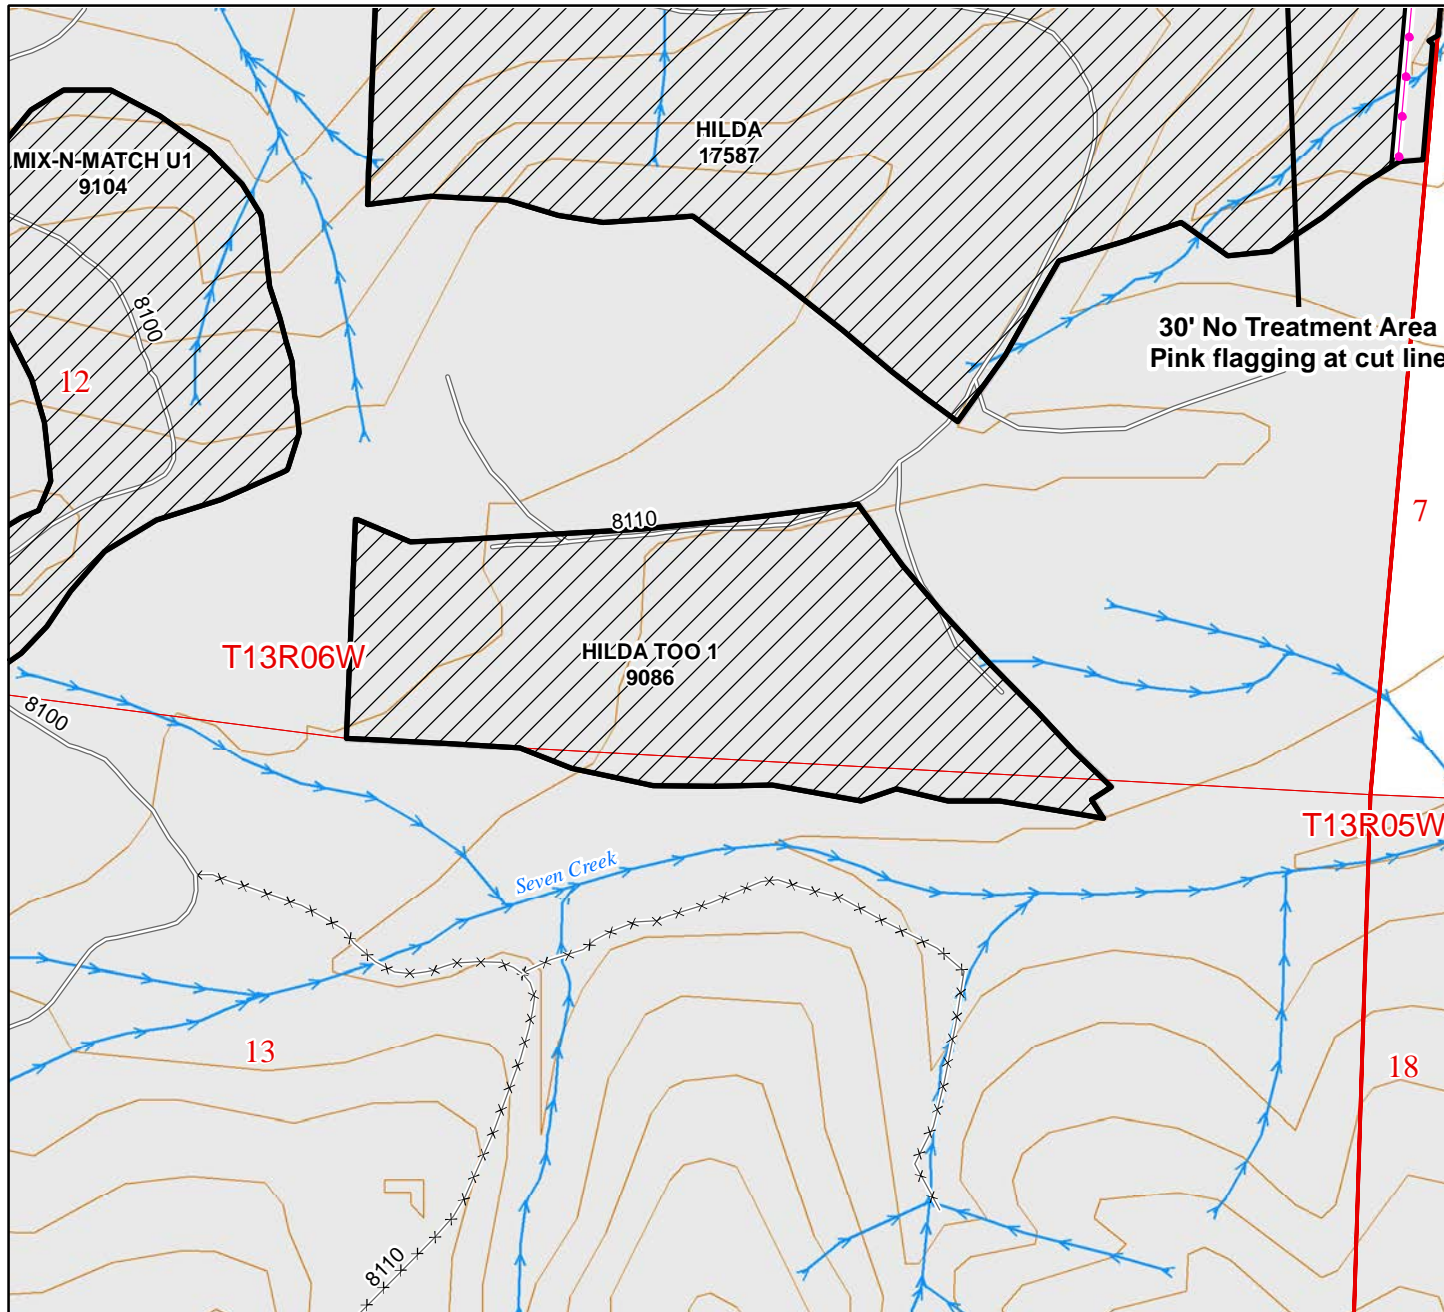 HILDA
17587
MIX-N-MATCH U1
9104
8100
30' No Treatment Area
Pink flagging at cut line
12
7
8110
HILDA TOO 1
9086
T13R06W
8100
T13R05W
Seven Creek
13
18
8110